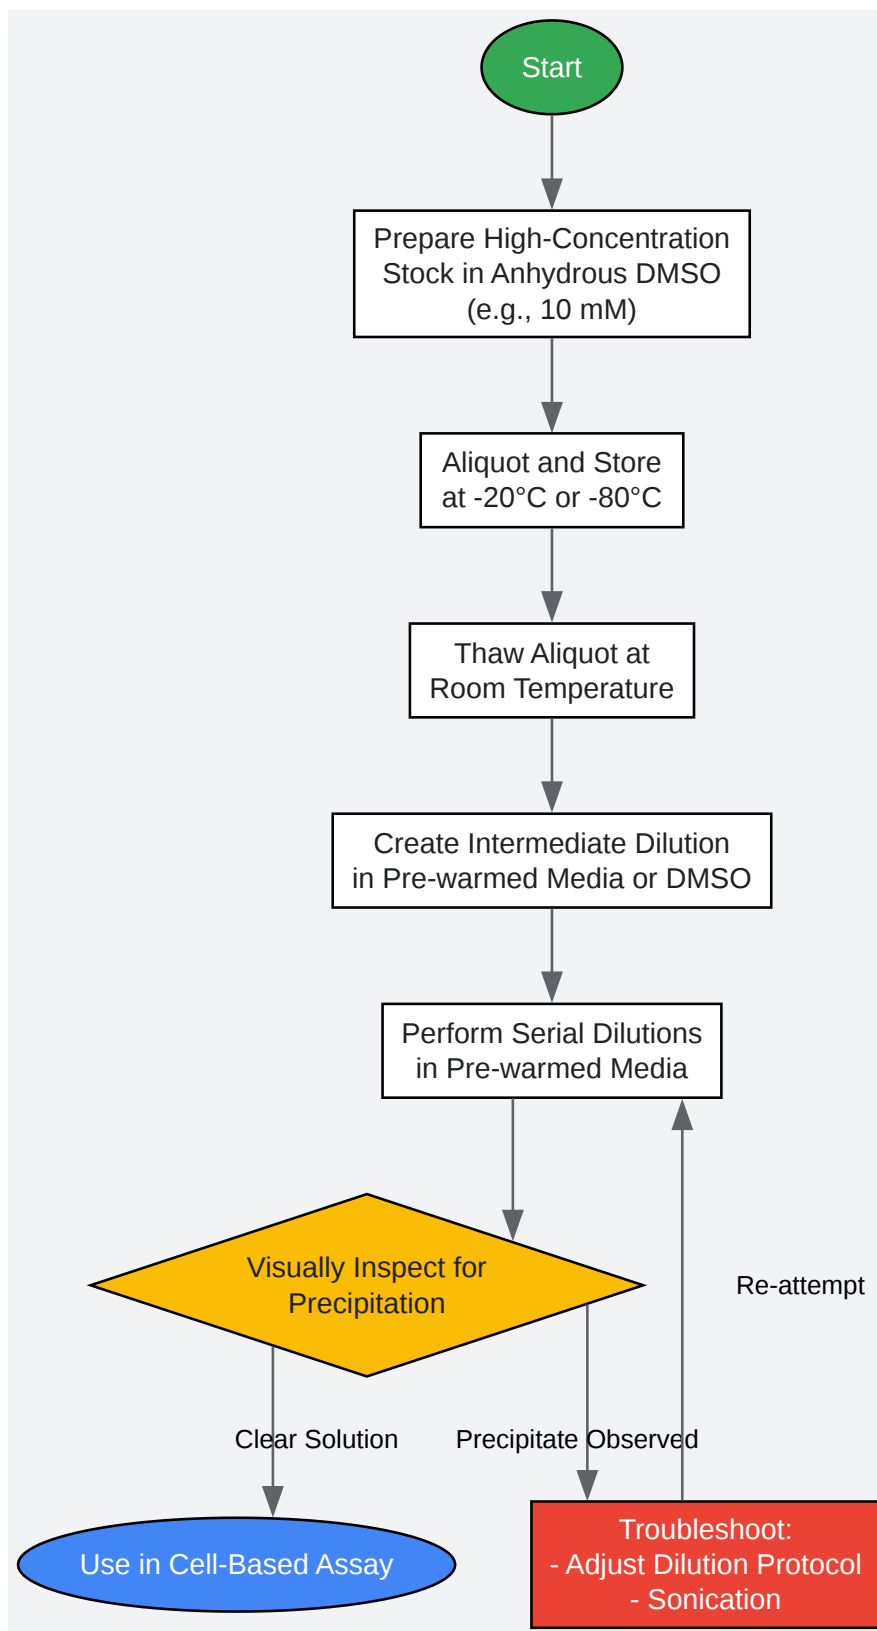 Start
Prepare High-Concentration
Stock in Anhydrous DMSO
(e.g., 10 mM)
Aliquot and Store
at -20°C or -80°C
Thaw Aliquot at
Room Temperature
Create Intermediate Dilution
in Pre-warmed Media or DMSO
Perform Serial Dilutions
in Pre-warmed Media
Visually Inspect for
Precipitation
Re-attempt
Clear Solution
Precipitate Observed
Use in Cell-Based Assay
Troubleshoot:
- Adjust Dilution Protocol
- Sonication